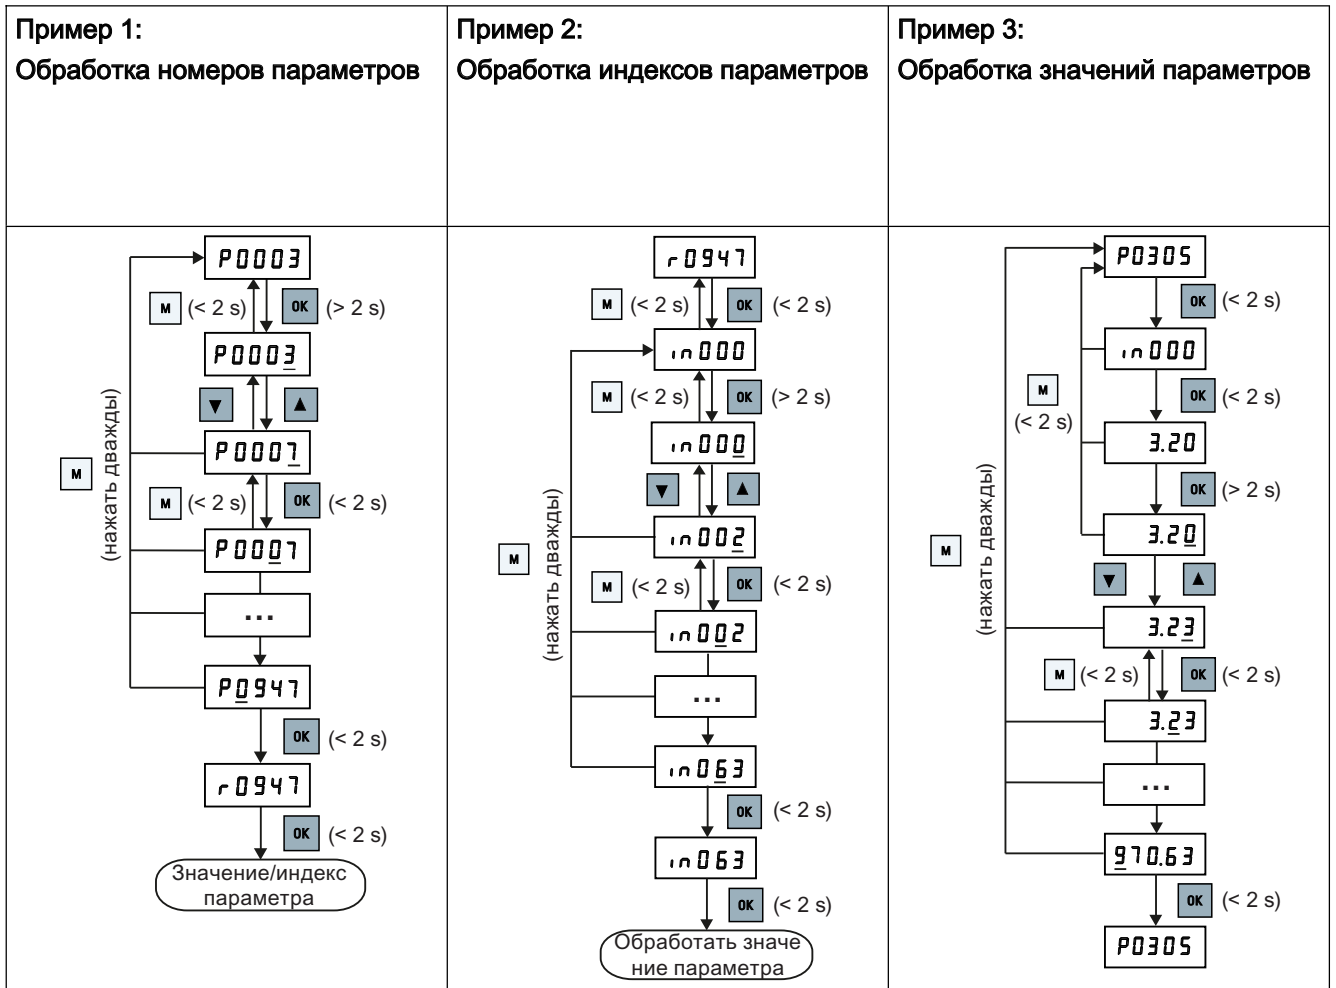 Пример 1:
Обработка номеров параметров
P0003
M (< 2 s) OK (> 2 s)
P0003
▼ ▲
P0007
M (< 2 s) OK (< 2 s)
P0007
...
P0947
OK (< 2 s)
r0947
OK (< 2 s)
Значение/индекс
параметра
M
(нажать дважды)
Пример 2:
Обработка индексов параметров
r0947
M (< 2 s) OK (< 2 s)
in000
M (< 2 s) OK (> 2 s)
in000
▼ ▲
in002
M (< 2 s) OK (< 2 s)
in002
...
in063
OK (< 2 s)
in063
OK (< 2 s)
Обработать значе
ние параметра
M
(нажать дважды)
Пример 3:
Обработка значений параметров
P0305
OK (< 2 s)
in000
OK (< 2 s)
M
(< 2 s)
3.20
OK (> 2 s)
3.20
▼ ▲
3.23
M (< 2 s) OK (< 2 s)
3.23
...
970.63
OK (< 2 s)
P0305
M
(нажать дважды)